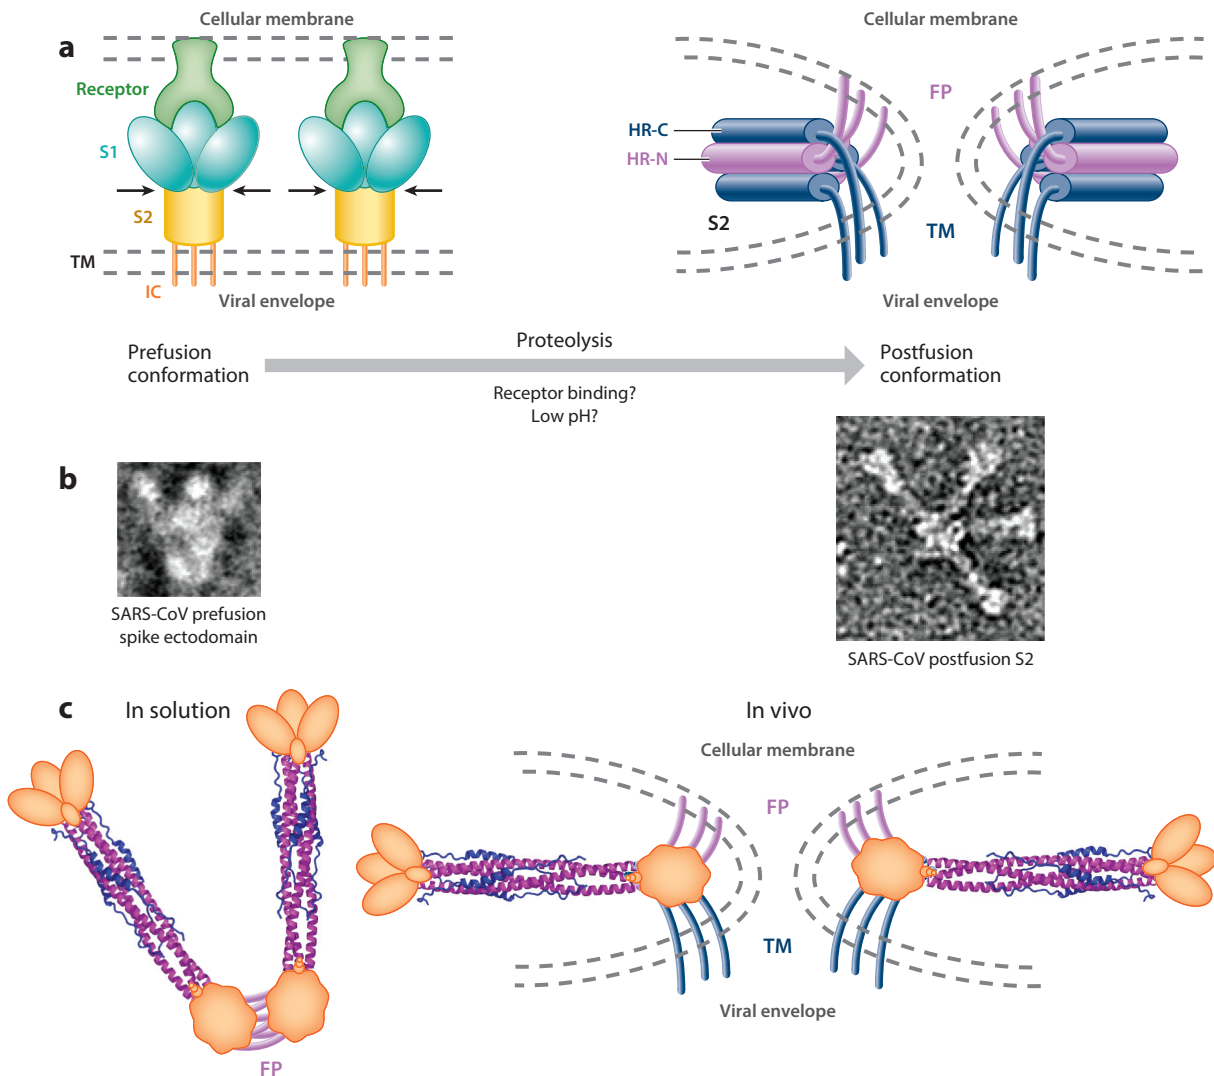 a
Cellular membrane
Receptor
S1
S2
TM
IC
Viral envelope
Cellular membrane
FP
HR-C
HR-N
S2
TM
Viral envelope
Prefusion
conformation
Proteolysis
Receptor binding?
Low pH?
Postfusion
conformation
b
SARS-CoV prefusion
spike ectodomain
SARS-CoV postfusion S2
c
In solution
FP
In vivo
Cellular membrane
FP
TM
Viral envelope